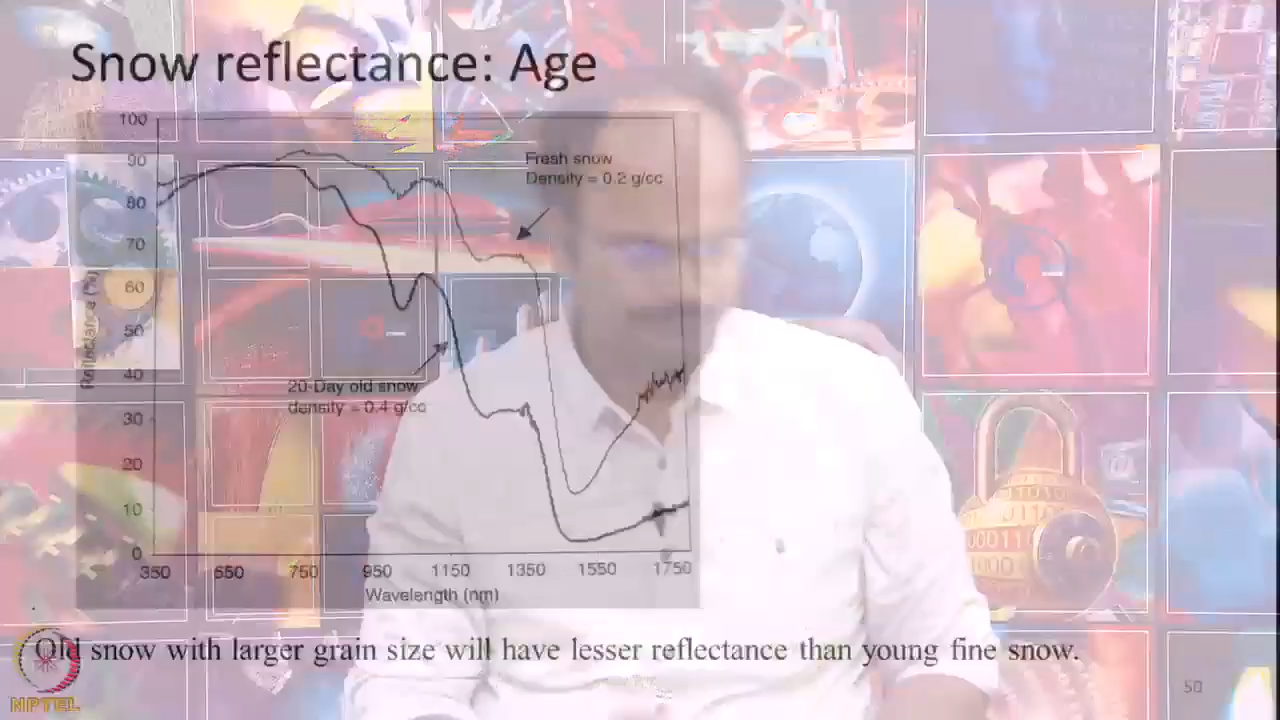 Snow reflectance: Age
100
90
80
70
60
50
40
30
20
10
0
Reflectance (%)
Fresh snow
Density = 0.2 g/cc
20-Day old snow
density = 0.4 g/cc
350 550 750 950 1150 1350 1550 1750
Wavelength (nm)
Old snow with larger grain size will have lesser reflectance than young fine snow.
NPTEL
50